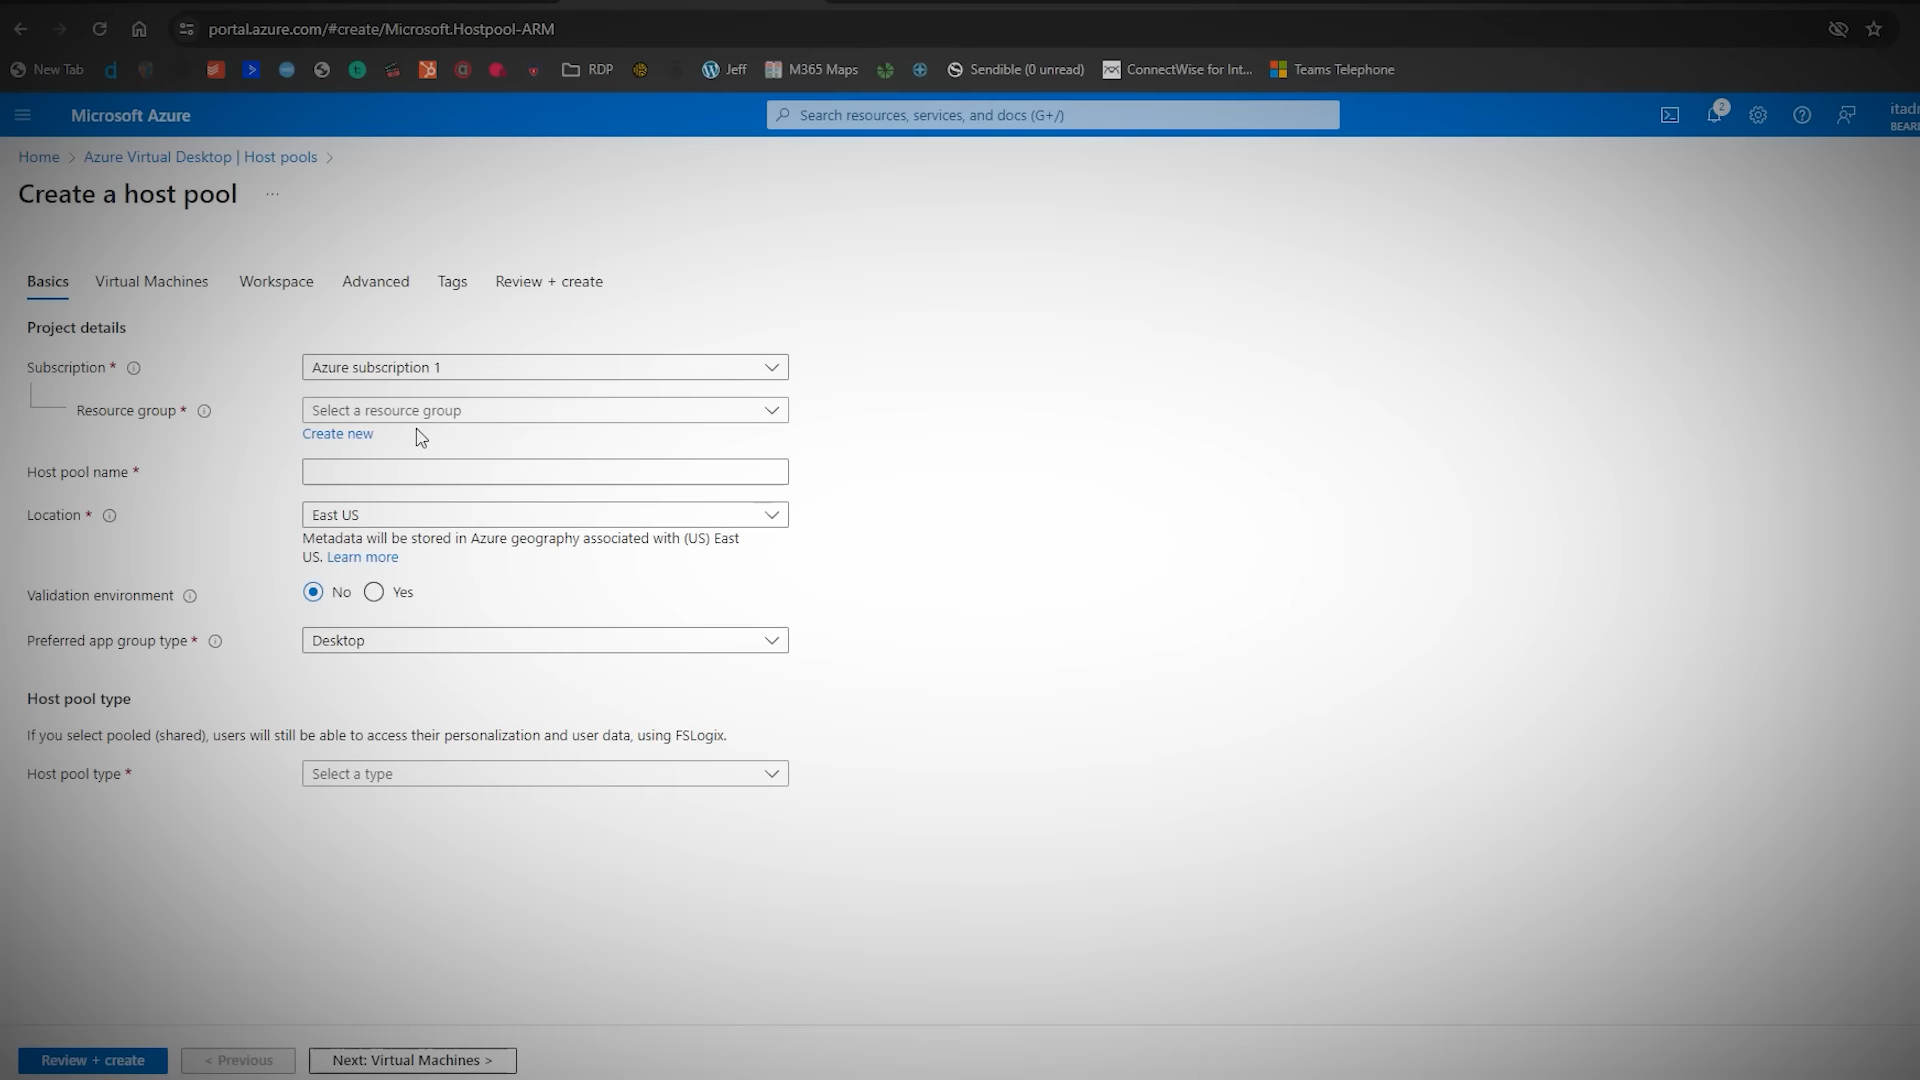 portal.azure.com/#create/Microsoft.Hostpool-ARM
New Tab
RDP
Jeff
M365 Maps
Sendible (0 unread)
ConnectWise for Int...
Teams Telephone
Microsoft Azure
Search resources, services, and docs (G+/)
2
itadr
BEARI
Home > Azure Virtual Desktop | Host pools >
Create a host pool ...
Basics
Virtual Machines
Workspace
Advanced
Tags
Review + create
Project details
Subscription *
Azure subscription 1
Resource group *
Select a resource group
Create new
Host pool name *
Location *
East US
Metadata will be stored in Azure geography associated with (US) East
US. Learn more
Validation environment
No
Yes
Preferred app group type *
Desktop
Host pool type
If you select pooled (shared), users will still be able to access their personalization and user data, using FSLogix.
Host pool type *
Select a type
Review + create
< Previous
Next: Virtual Machines >